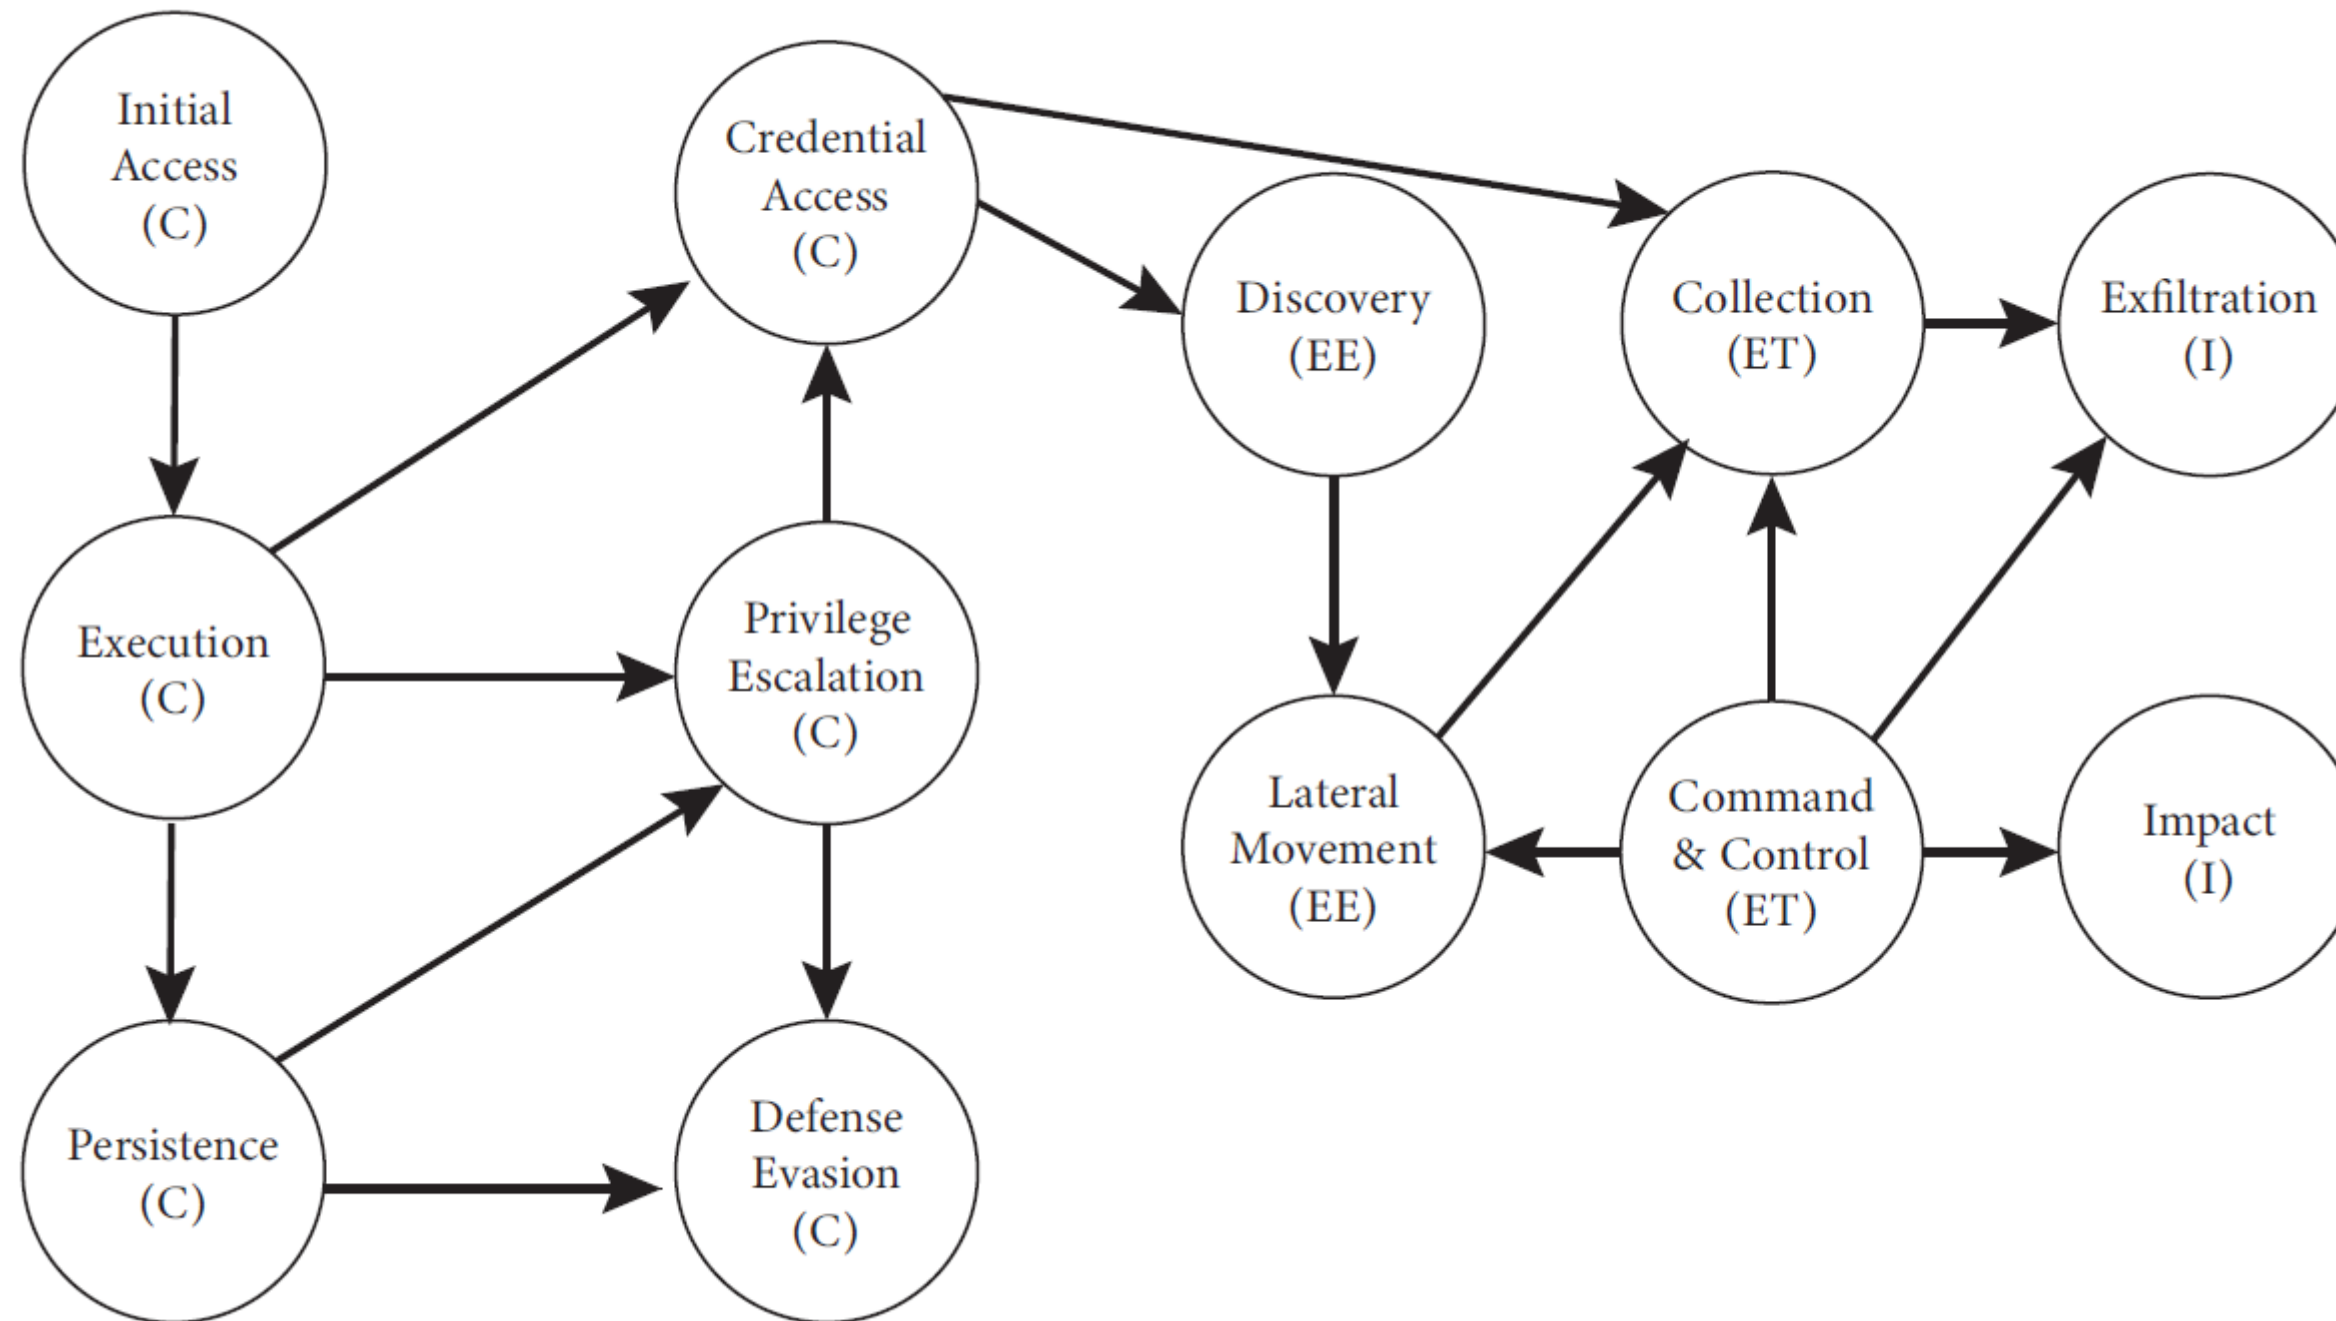 Initial
Access
(C)
Credential
Access
(C)
Discovery
(EE)
Collection
(ET)
Exfiltration
(I)
Execution
(C)
Privilege
Escalation
(C)
Lateral
Movement
(EE)
Command
& Control
(ET)
Impact
(I)
Persistence
(C)
Defense
Evasion
(C)